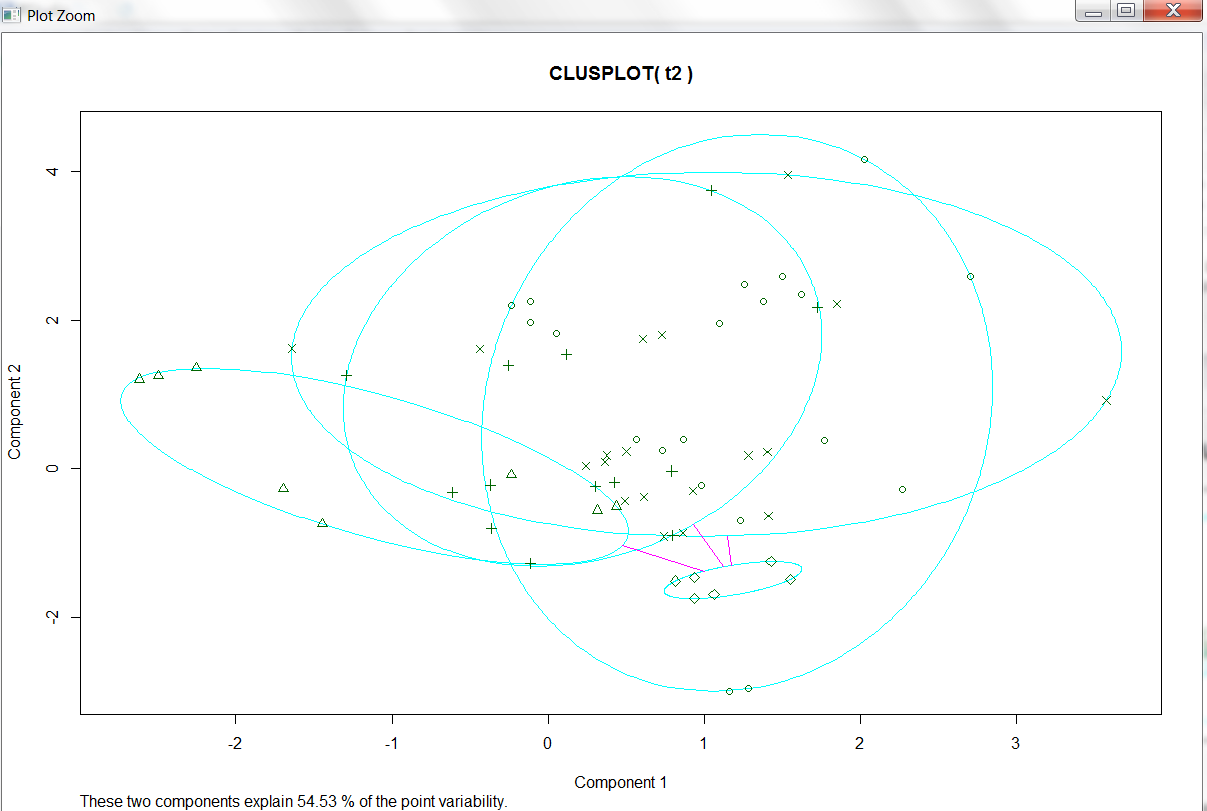 Plot Zoom
CLUSPLOT( t2 )
4
2
0
-2
Component 2
-2 -1 0 1 2 3
Component 1
These two components explain 54.53 % of the point variability.